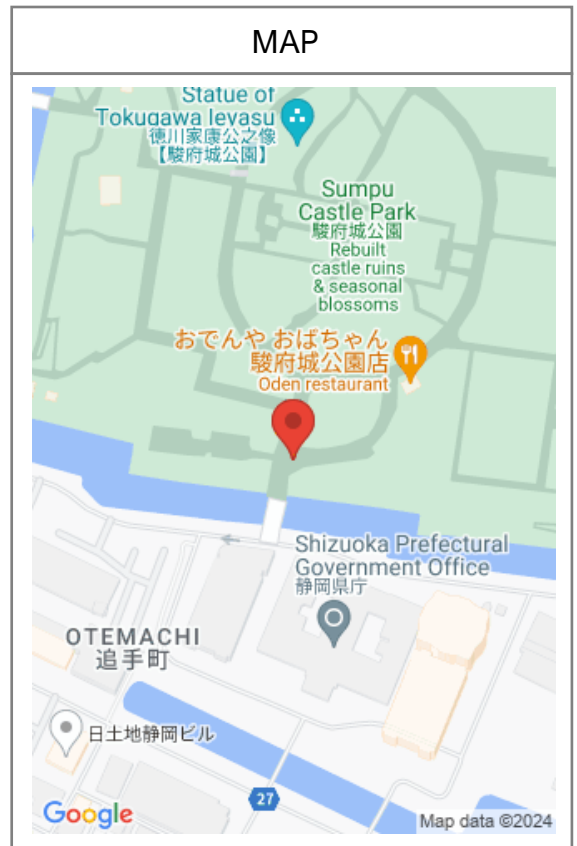 MAP
Statue of
Tokugawa Ieyasu
徳川家康公之像
【駿府城公園】
Sumpu
Castle Park
駿府城公園
Rebuilt
castle ruins
& seasonal
blossoms
おでんや おばちゃん
駿府城公園店
Oden restaurant
Shizuoka Prefectural
Government Office
静岡県庁
OTEMACHI
追手町
日土地静岡ビル
27
Google
Map data ©2024